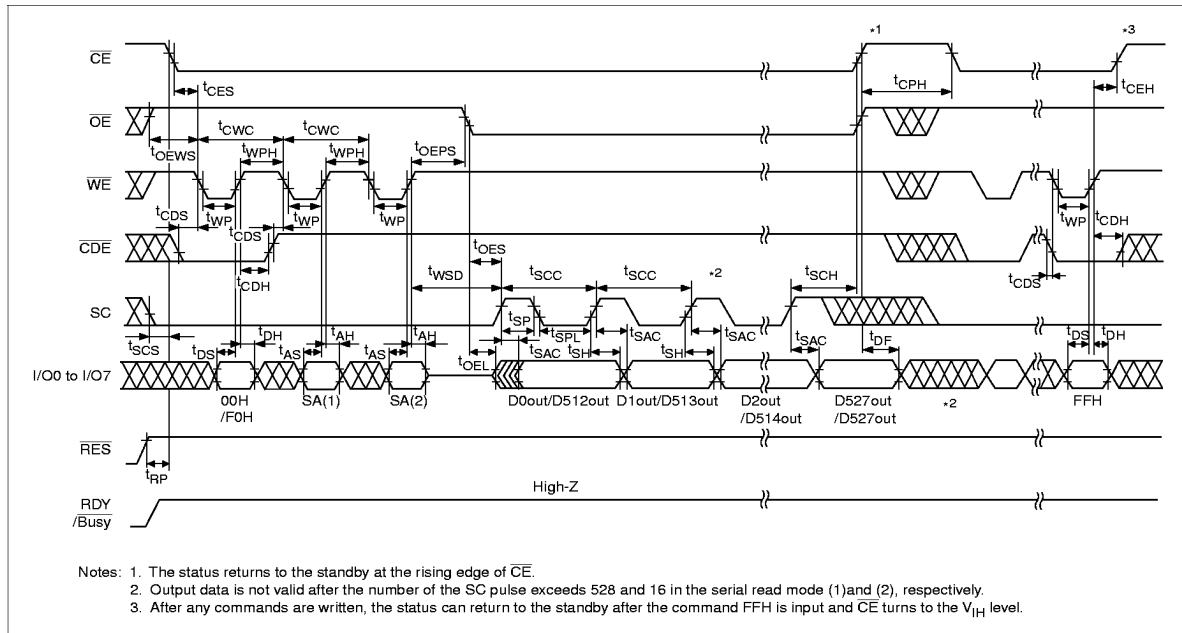 *1 *3
CE
tCPH tCEH
tCES
OE
tCWC tCWC
tOEWS tWPH tWPH tOEPS
WE
tCDS tWP tWP tWP tWP
tCDS tCDH
CDE
tOES
tCDH tWSD tSCC tSCC *2 tSCH tCDS
SC
tSP tSPL tSAC tSAC
tSCS tDH tAH tAH tSAC tSH tSH tSAC tDF tDS tDH
tDS tAS tAS tOEL
I/O0 to I/O7
00H /F0H SA(1) SA(2) D0out/D512out D1out/D513out D2out /D514out D527out /D527out *2 FFH
RES
tRP
High-Z
RDY
/Busy
Notes: 1. The status returns to the standby at the rising edge of CE.
2. Output data is not valid after the number of the SC pulse exceeds 528 and 16 in the serial read mode (1)and (2), respectively.
3. After any commands are written, the status can return to the standby after the command FFH is input and CE turns to the VIH level.